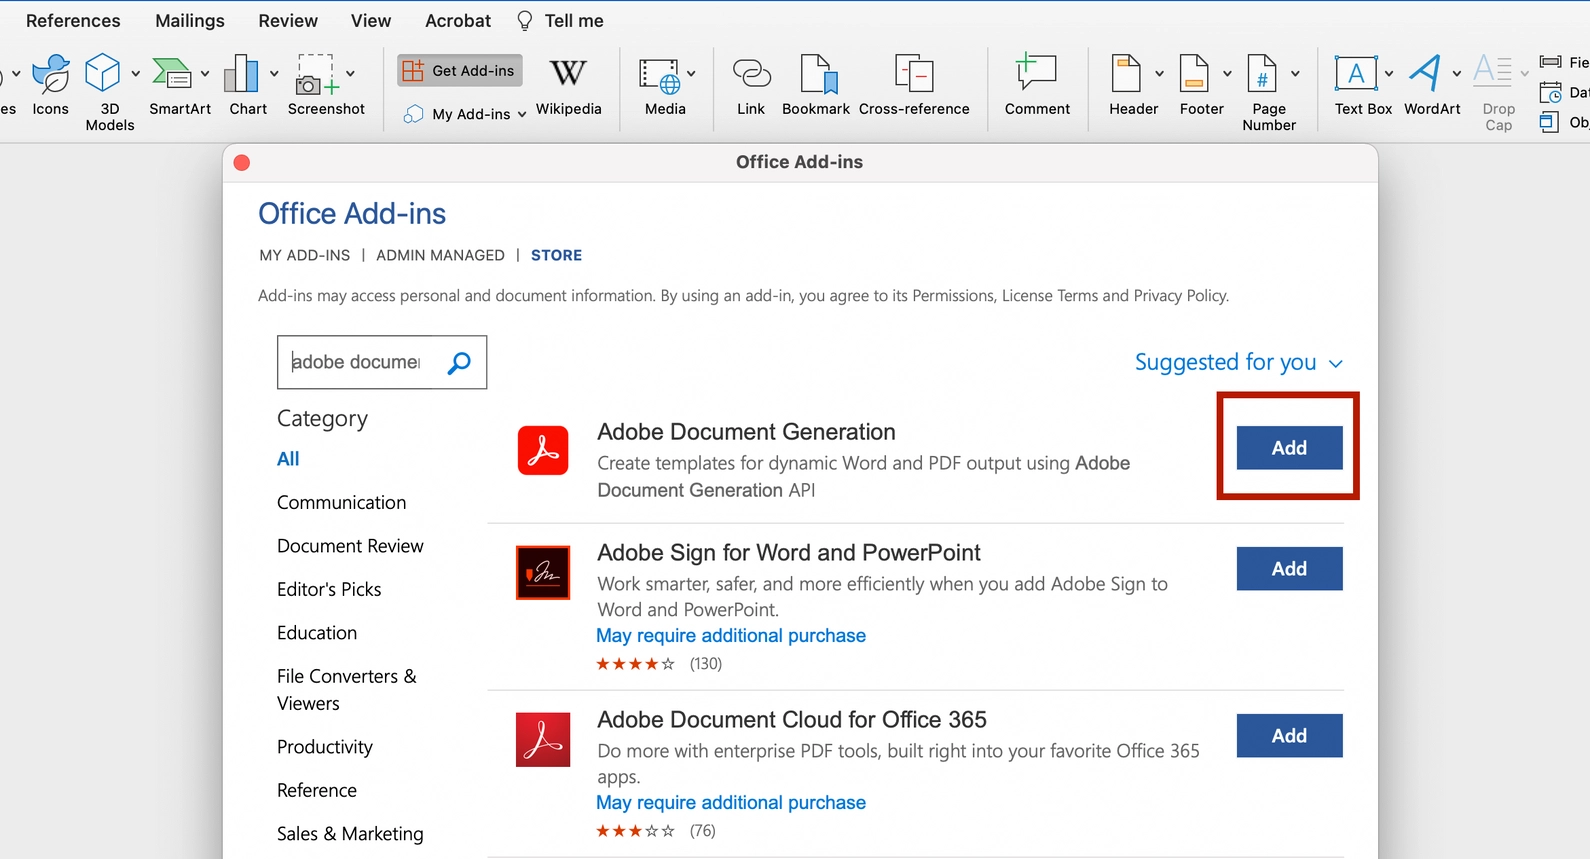 References Mailings Review View Acrobat Tell me
es Icons 3D Models SmartArt Chart Screenshot
Get Add-ins
My Add-ins
Wikipedia
Media
Link Bookmark Cross-reference
Comment
Header Footer Page Number
Text Box WordArt Drop Cap
Office Add-ins
Office Add-ins
MY ADD-INS | ADMIN MANAGED | STORE
Add-ins may access personal and document information. By using an add-in, you agree to its Permissions, License Terms and Privacy Policy.
adobe docume
Suggested for you
Category
All
Communication
Document Review
Editor's Picks
Education
File Converters &
Viewers
Productivity
Reference
Sales & Marketing
Adobe Document Generation
Create templates for dynamic Word and PDF output using Adobe
Document Generation API
Add
Adobe Sign for Word and PowerPoint
Work smarter, safer, and more efficiently when you add Adobe Sign to
Word and PowerPoint.
May require additional purchase
(130)
Add
Adobe Document Cloud for Office 365
Do more with enterprise PDF tools, built right into your favorite Office 365
apps.
May require additional purchase
(76)
Add